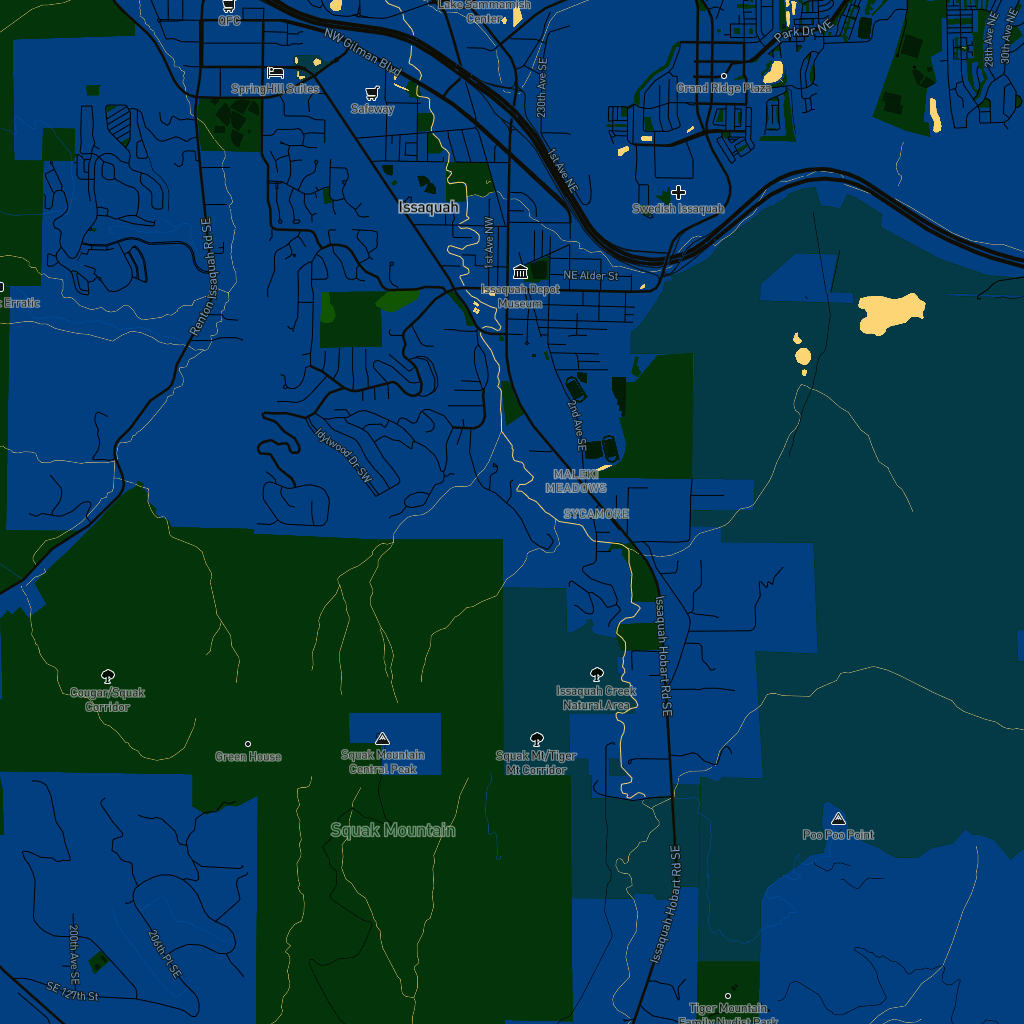 Lake Sammamish
Center
QFC
NW Gilman Blvd
Park Dr NE
28th Ave NE
30th Ave NE
SpringHill Suites
Safeway
230th Ave SE
Grand Ridge Plaza
1st Ave NE
Swedish Issaquah
Issaquah
1st Ave NW
Renton Issaquah Rd SE
NE Alder St
Issaquah Depot
Museum
Erratic
2nd Ave SE
Idylwood Dr SW
MALEKI
MEADOWS
SYCAMORE
Issaquah Hobart Rd SE
Cougar/Squak
Corridor
Issaquah Creek
Natural Area
Green House
Squak Mountain
Central Peak
Squak Mt/Tiger
Mt Corridor
Squak Mountain
Poo Poo Point
Issaquah Hobart Rd SE
200th Ave SE
206th Pl SE
SE 127th St
Tiger Mountain
Family Nudist Park